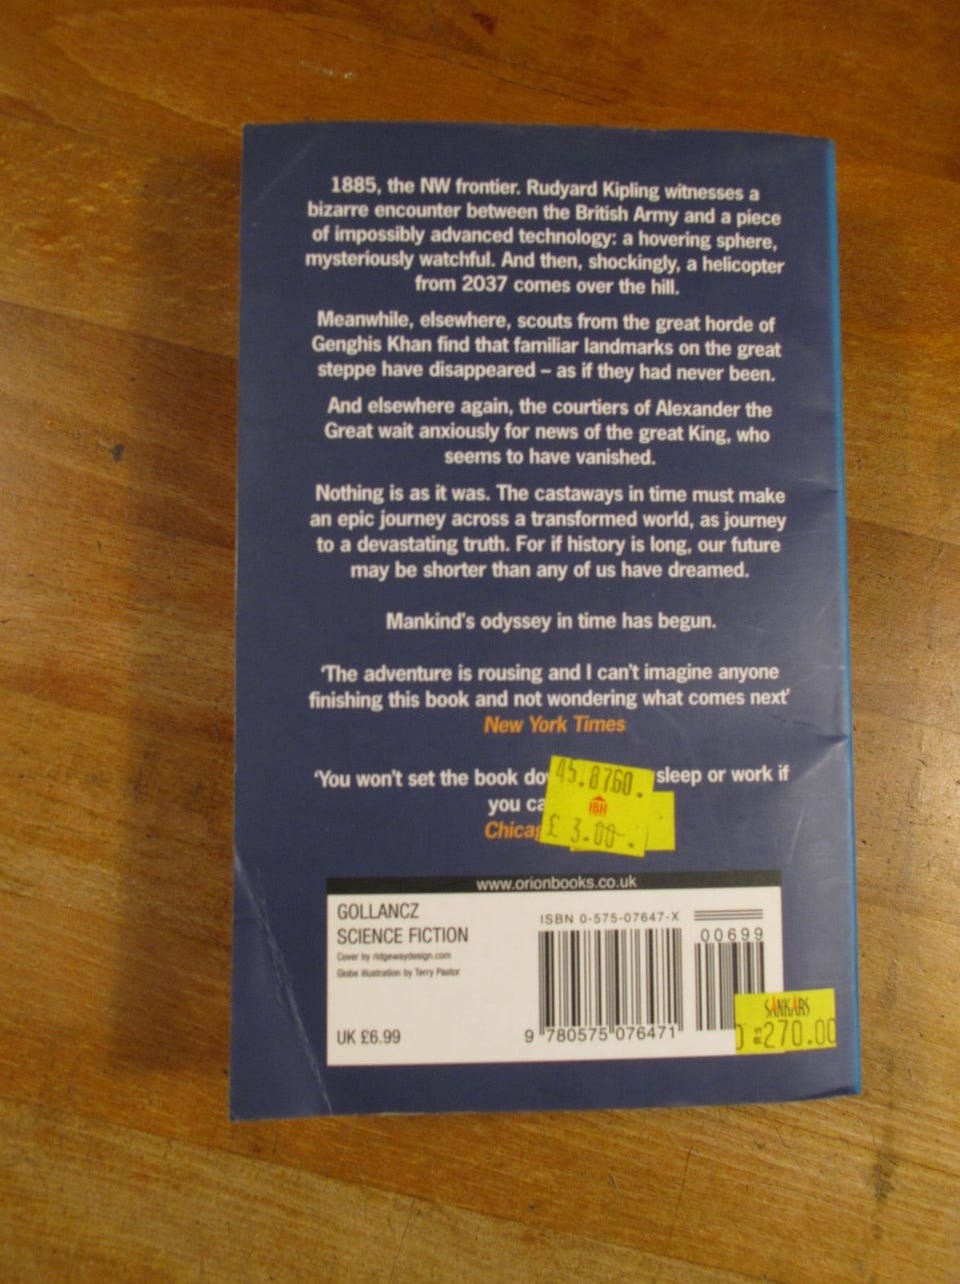 1885, the NW frontier. Rudyard Kipling witnesses a
bizarre encounter between the British Army and a piece
of impossibly advanced technology: a hovering sphere,
mysteriously watchful. And then, shockingly, a helicopter
from 2037 comes over the hill.
Meanwhile, elsewhere, scouts from the great horde of
Genghis Khan find that familiar landmarks on the great
steppe have disappeared – as if they had never been.
And elsewhere again, the courtiers of Alexander the
Great wait anxiously for news of the great King, who
seems to have vanished.
Nothing is as it was. The castaways in time must make
an epic journey across a transformed world, as journey
to a devastating truth. For if history is long, our future
may be shorter than any of us have dreamed.
Mankind's odyssey in time has begun.
'The adventure is rousing and I can't imagine anyone
finishing this book and not wondering what comes next'
New York Times
'You won't set the book sleep or work if
you
45.8760.
IBH
£ 3.00-.
www.orionbooks.co.uk
GOLLANCZ
SCIENCE FICTION
Cover by ridgewaydesign.com
Globe illustration by Terry Pastor
UK £6.99
ISBN 0-575-07647-X
00699
9 780575 076471
SANKARS
RS 270.00